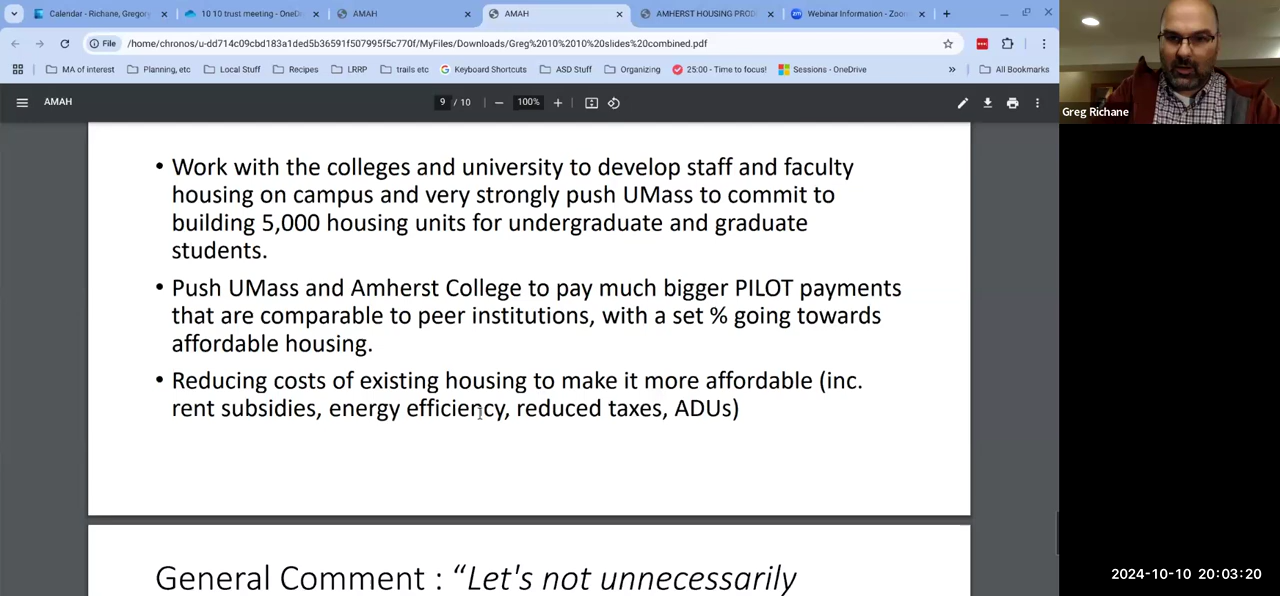 Calendar - Richane, Gregory
10 10 trust meeting - OneDri
AMAH
AMAH
AMHERST HOUSING PROD
Webinar Information - Zoom
File
/home/chronos/u-dd714c09cbd183a1ded5b36591f507995f5c770f/MyFiles/Downloads/Greg%2010%2010%20slides%20combined.pdf
MA of interest
Planning, etc
Local Stuff
Recipes
LRRP
trails etc
Keyboard Shortcuts
ASD Stuff
Organizing
25:00 - Time to focus!
Sessions - OneDrive
»
All Bookmarks
AMAH
9 / 10
100%
Greg Richane
• Work with the colleges and university to develop staff and faculty
housing on campus and very strongly push UMass to commit to
building 5,000 housing units for undergraduate and graduate
students.
• Push UMass and Amherst College to pay much bigger PILOT payments
that are comparable to peer institutions, with a set % going towards
affordable housing.
• Reducing costs of existing housing to make it more affordable (inc.
rent subsidies, energy efficiency, reduced taxes, ADUs)
General Comment : “Let's not unnecessarily
2024-10-10 20:03:20